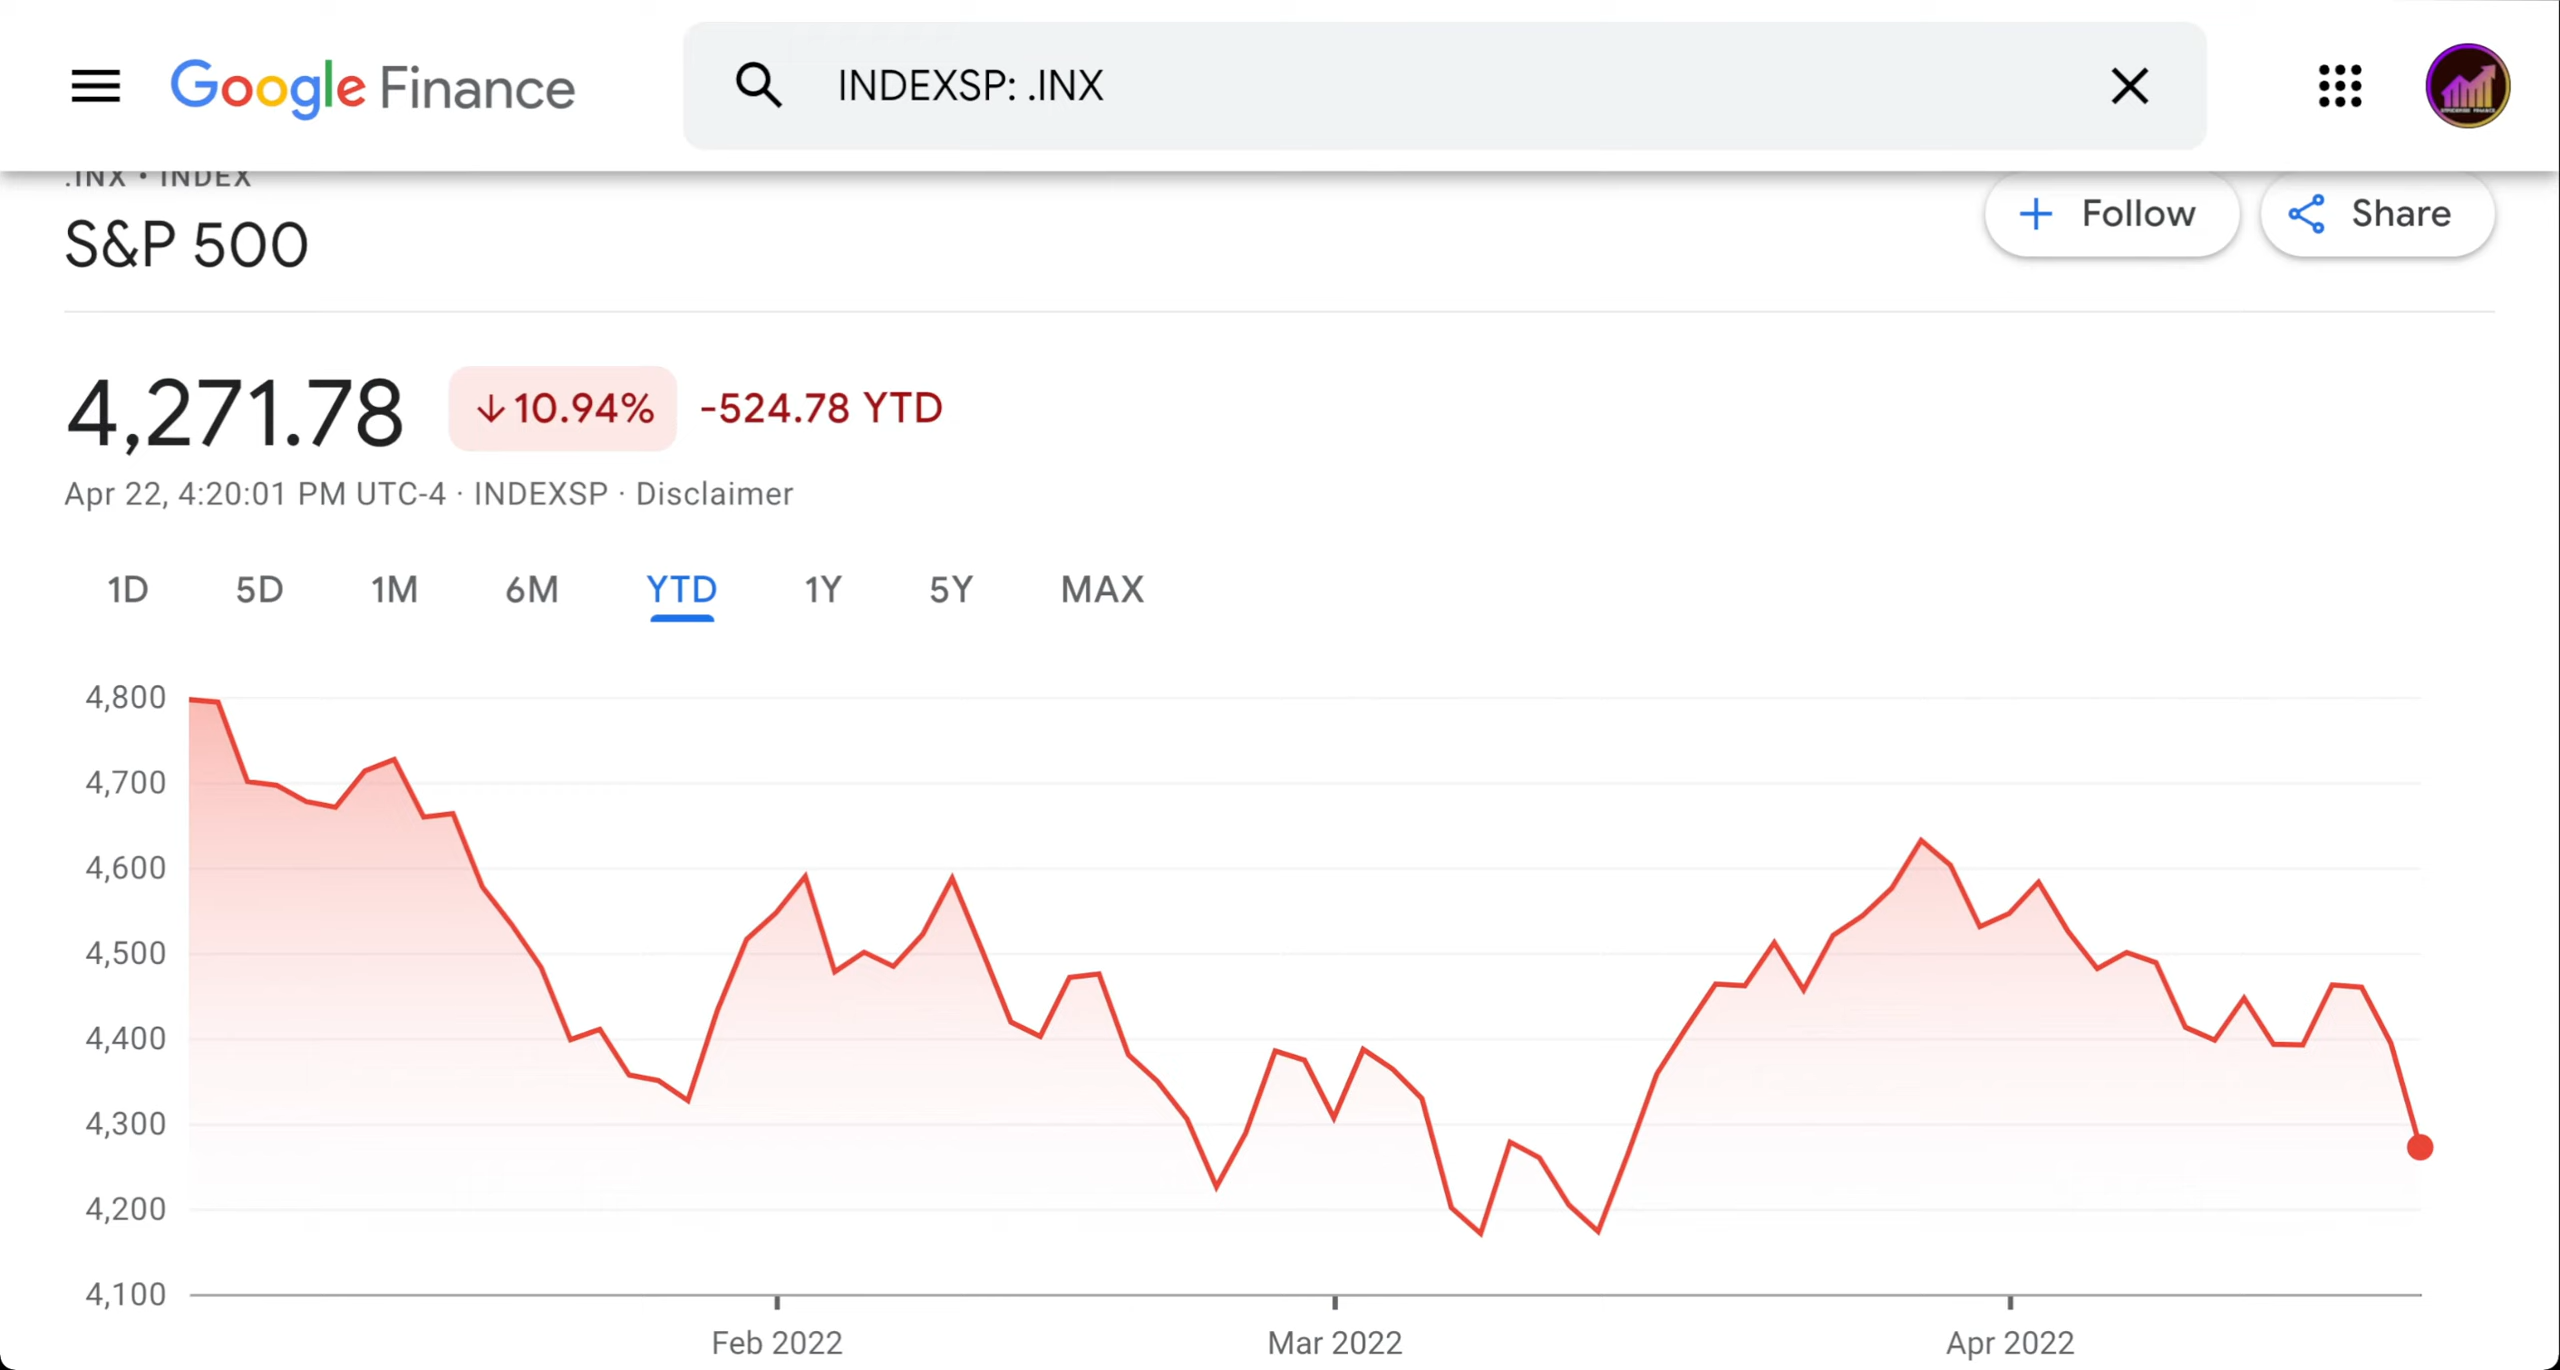 Google Finance
INDEXSP: .INX
.INX • INDEX
S&P 500
Follow
Share
4,271.78
↓10.94%
-524.78 YTD
Apr 22, 4:20:01 PM UTC-4 · INDEXSP · Disclaimer
1D 5D 1M 6M YTD 1Y 5Y MAX
4,800
4,700
4,600
4,500
4,400
4,300
4,200
4,100
Feb 2022 Mar 2022 Apr 2022